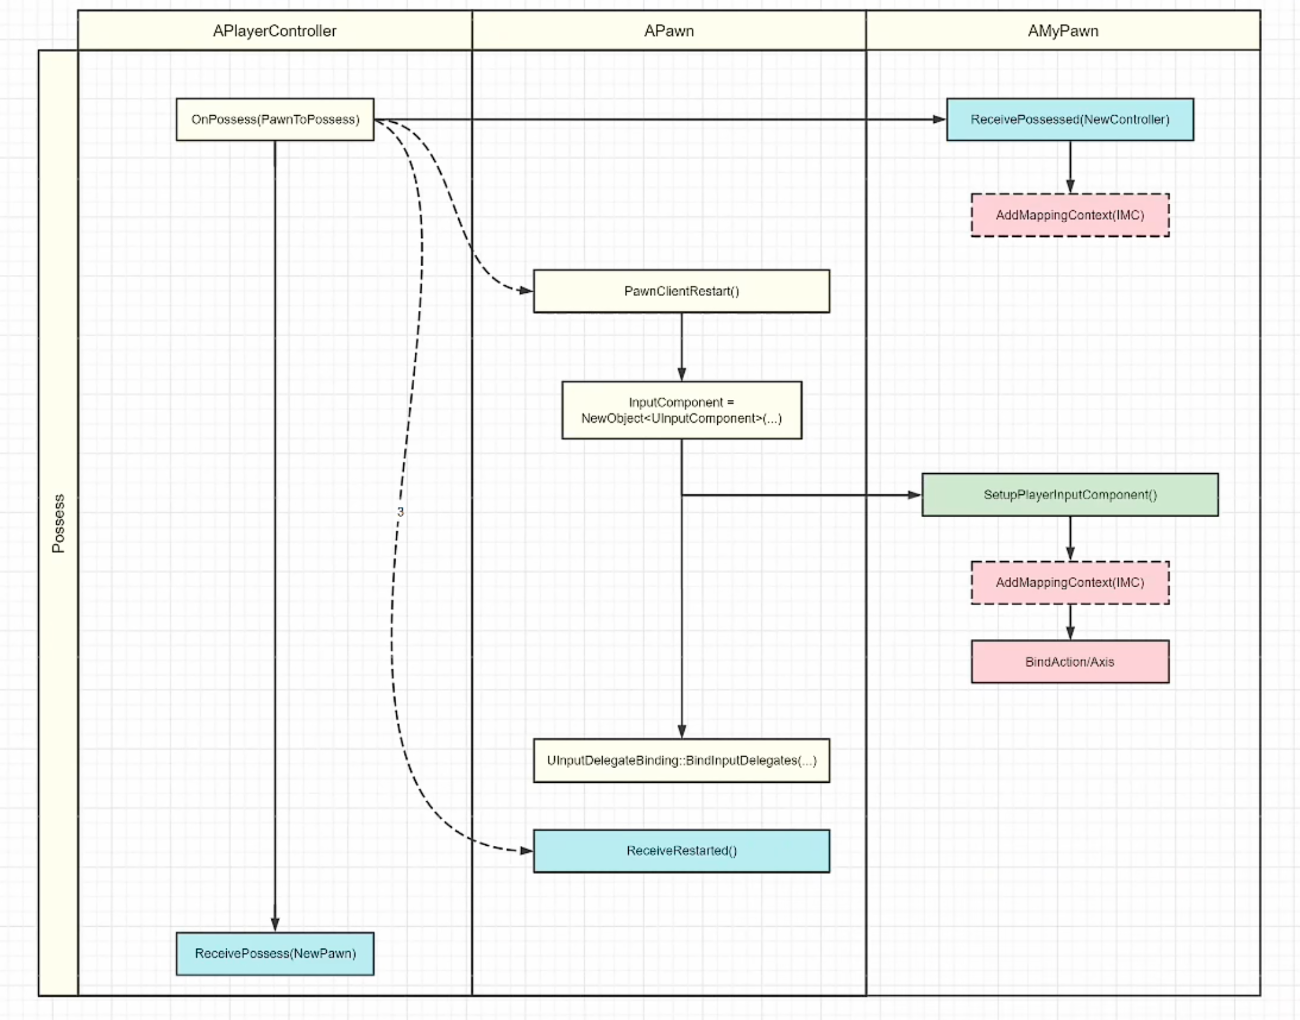 APlayerController
APawn
AMyPawn
Possess
OnPossess(PawnToPossess)
ReceivePossessed(NewController)
AddMappingContext(IMC)
PawnClientRestart()
InputComponent =
NewObject<UInputComponent>(...)
SetupPlayerInputComponent()
3
AddMappingContext(IMC)
BindAction/Axis
UInputDelegateBinding::BindInputDelegates(...)
ReceiveRestarted()
ReceivePossess(NewPawn)